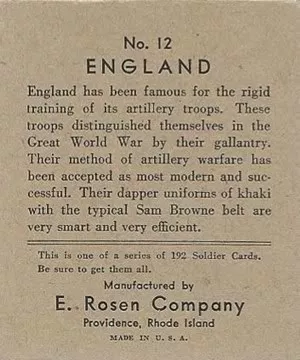 No. 12
ENGLAND
England has been famous for the rigid
training of its artillery troops. These
troops distinguished themselves in the
Great World War by their gallantry.
Their method of artillery warfare has
been accepted as most modern and suc-
cessful. Their dapper uniforms of khaki
with the typical Sam Browne belt are
very smart and very efficient.
This is one of a series of 192 Soldier Cards.
Be sure to get them all.
Manufactured by
E. Rosen Company
Providence, Rhode Island
MADE IN U. S. A.